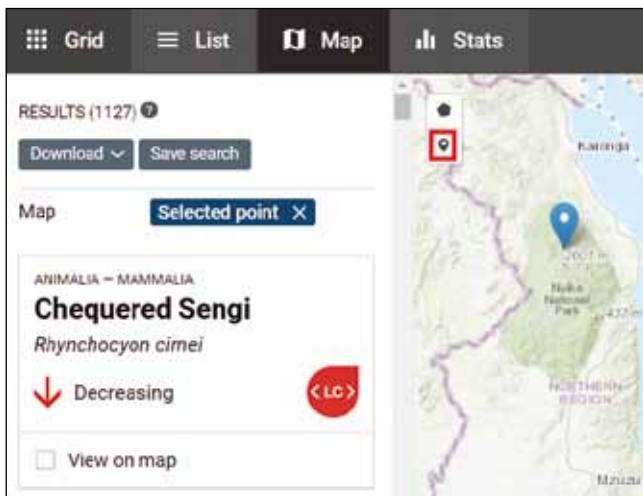 Grid List Map Stats
RESULTS (1127) ?
Download Save search
Map Selected point ×
ANIMALIA — MAMMALIA
Chequered Sengi
Rhynchocyon cirnei
Decreasing
<LC>
View on map
Karonga
Nyika
National
Park
NORTHERN
REGION
Mzuzu